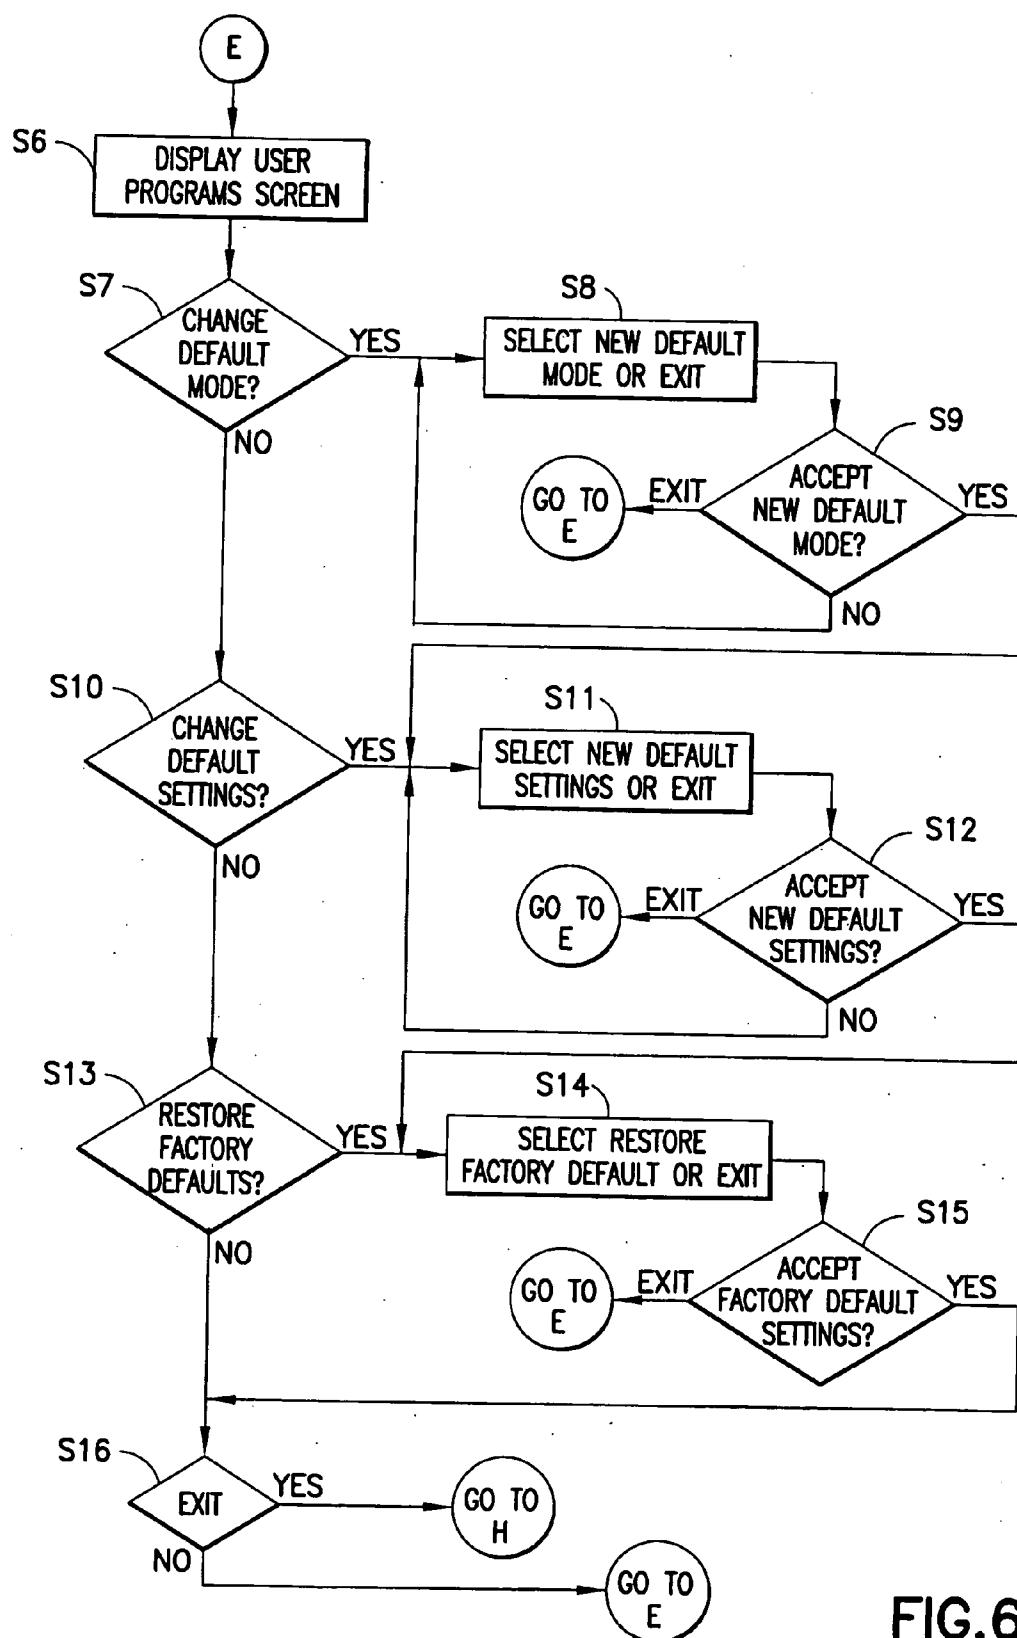 E
S6
DISPLAY USER
PROGRAMS SCREEN
S7
CHANGE
DEFAULT
MODE?
YES
NO
S8
SELECT NEW DEFAULT
MODE OR EXIT
S9
ACCEPT
NEW DEFAULT
MODE?
EXIT
YES
NO
GO TO
E
S10
CHANGE
DEFAULT
SETTINGS?
YES
NO
S11
SELECT NEW DEFAULT
SETTINGS OR EXIT
S12
ACCEPT
NEW DEFAULT
SETTINGS?
EXIT
YES
NO
GO TO
E
S13
RESTORE
FACTORY
DEFAULTS?
YES
NO
S14
SELECT RESTORE
FACTORY DEFAULT OR EXIT
S15
ACCEPT
FACTORY DEFAULT
SETTINGS?
EXIT
YES
GO TO
E
S16
EXIT
YES
NO
GO TO
H
GO TO
E
FIG.6